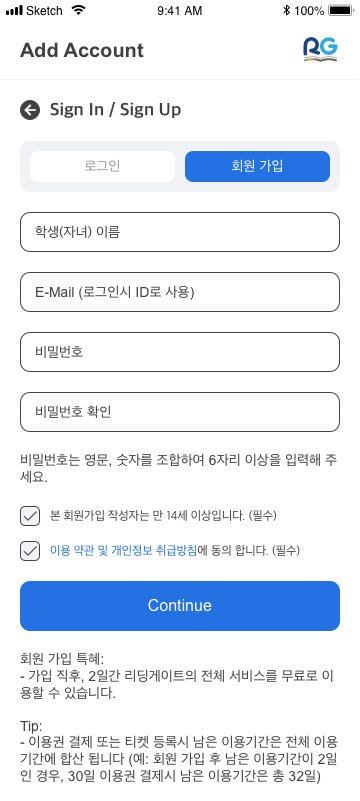 Sketch 9:41 AM 100%
Add Account
RG
Sign In / Sign Up
로그인 회원 가입
학생(자녀) 이름
E-Mail (로그인시 ID로 사용)
비밀번호
비밀번호 확인
비밀번호는 영문, 숫자를 조합하여 6자리 이상을 입력해 주
세요.
본 회원가입 작성자는 만 14세 이상입니다. (필수)
이용 약관 및 개인정보 취급방침에 동의 합니다. (필수)
Continue
회원 가입 특혜:
- 가입 직후, 2일간 리딩게이트의 전체 서비스를 무료로 이
용할 수 있습니다.
Tip:
- 이용권 결제 또는 티켓 등록시 남은 이용기간은 전체 이용
기간에 합산 됩니다 (예: 회원 가입 후 남은 이용기간이 2일
인 경우, 30일 이용권 결제시 남은 이용기간은 총 32일)